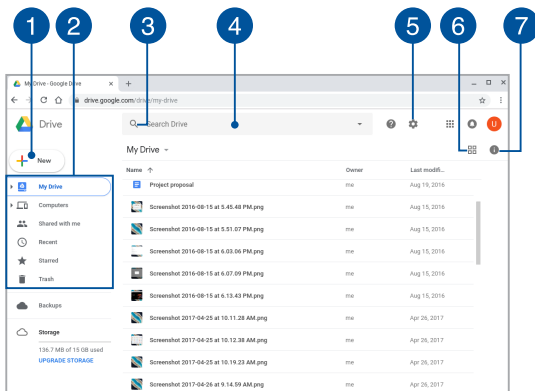 1 2 3 4 5 6 7
My Drive - Google Drive
drive.google.com/drive/my-drive
Drive
Search Drive
U
New
My Drive
Name Owner Last modifi...
My Drive
Computers
Shared with me
Recent
Starred
Trash
Backups
Storage
136.7 MB of 15 GB used
UPGRADE STORAGE
Project proposal me Aug 19, 2016
Screenshot 2016-08-15 at 5.45.48 PM.png me Aug 15, 2016
Screenshot 2016-08-15 at 5.51.07 PM.png me Aug 15, 2016
Screenshot 2016-08-15 at 6.03.06 PM.png me Aug 15, 2016
Screenshot 2016-08-15 at 6.07.09 PM.png me Aug 15, 2016
Screenshot 2016-08-15 at 6.13.43 PM.png me Aug 15, 2016
Screenshot 2017-04-25 at 10.11.28 AM.png me Apr 26, 2017
Screenshot 2017-04-25 at 10.12.38 AM.png me Apr 26, 2017
Screenshot 2017-04-25 at 10.19.23 AM.png me Apr 26, 2017
Screenshot 2017-04-26 at 9.14.59 AM.png me Apr 26, 2017